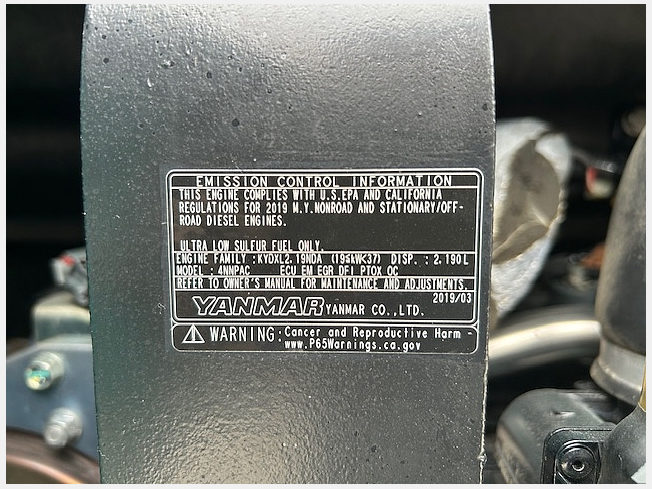 EMISSION CONTROL INFORMATION
THIS ENGINE COMPLIES WITH U.S.EPA AND CALIFORNIA
REGULATIONS FOR 2019 M.Y.NONROAD AND STATIONARY/OFF-
ROAD DIESEL ENGINES.
ULTRA LOW SULFUR FUEL ONLY.
ENGINE FAMILY :KYDXL2.19NDA (19≤kW<37) DISP. : 2.190 L
MODEL : 4NNPAC ECU EM EGR DFI PTOX OC
REFER TO OWNER'S MANUAL FOR MAINTENANCE AND ADJUSTMENTS.
2019/03
YANMAR YANMAR CO.,LTD.
WARNING: Cancer and Reproductive Harm -
www.P65Warnings.ca.gov